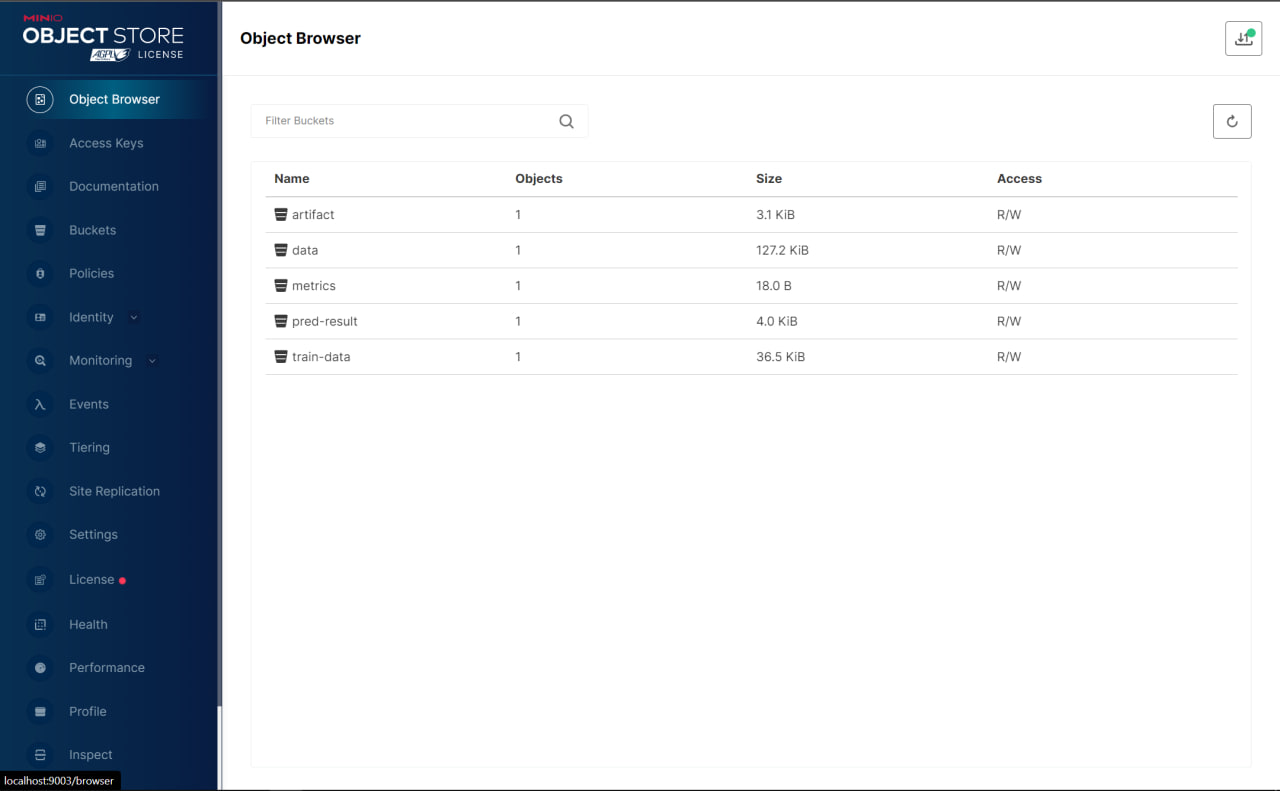 MINIO
OBJECT STORE
AGPLv3 LICENSE
Object Browser
Access Keys
Documentation
Buckets
Policies
Identity
Monitoring
Events
Tiering
Site Replication
Settings
License
Health
Performance
Profile
Inspect
localhost:9003/browser
Object Browser
Filter Buckets
Name Objects Size Access
artifact 1 3.1 KiB R/W
data 1 127.2 KiB R/W
metrics 1 18.0 B R/W
pred-result 1 4.0 KiB R/W
train-data 1 36.5 KiB R/W